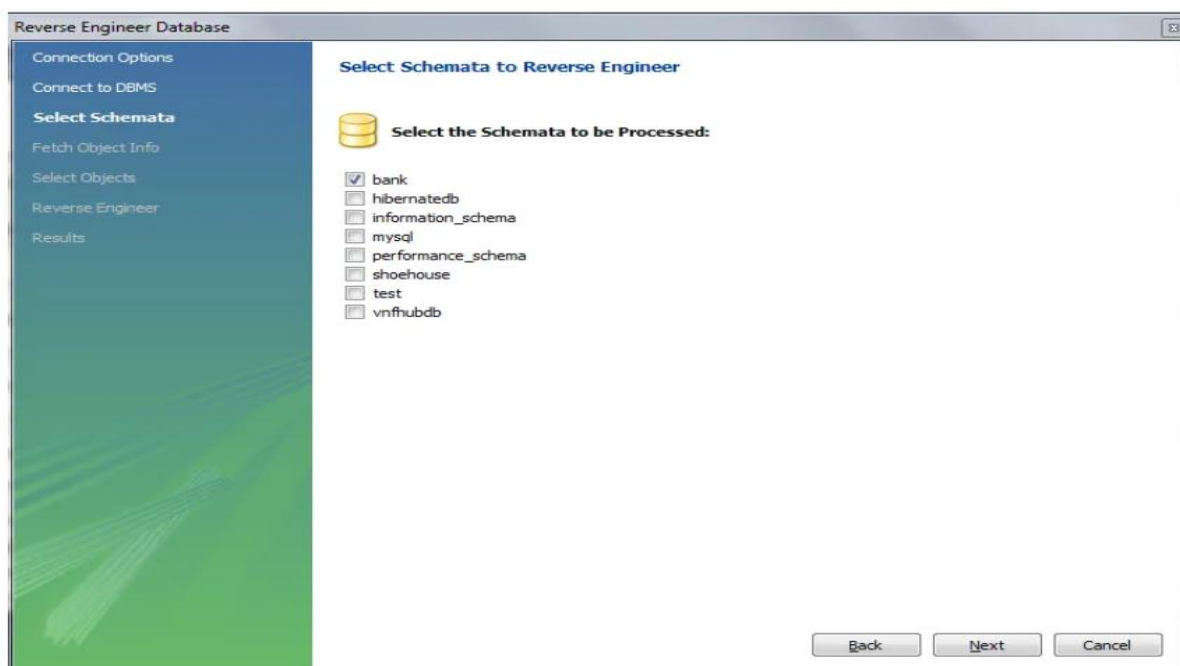 Reverse Engineer Database
Connection Options
Connect to DBMS
Select Schemata
Fetch Object Info
Select Objects
Reverse Engineer
Results
Select Schemata to Reverse Engineer
Select the Schemata to be Processed:
bank
hibernatedb
information_schema
mysql
performance_schema
shoehouse
test
vnfhubdb
Back
Next
Cancel